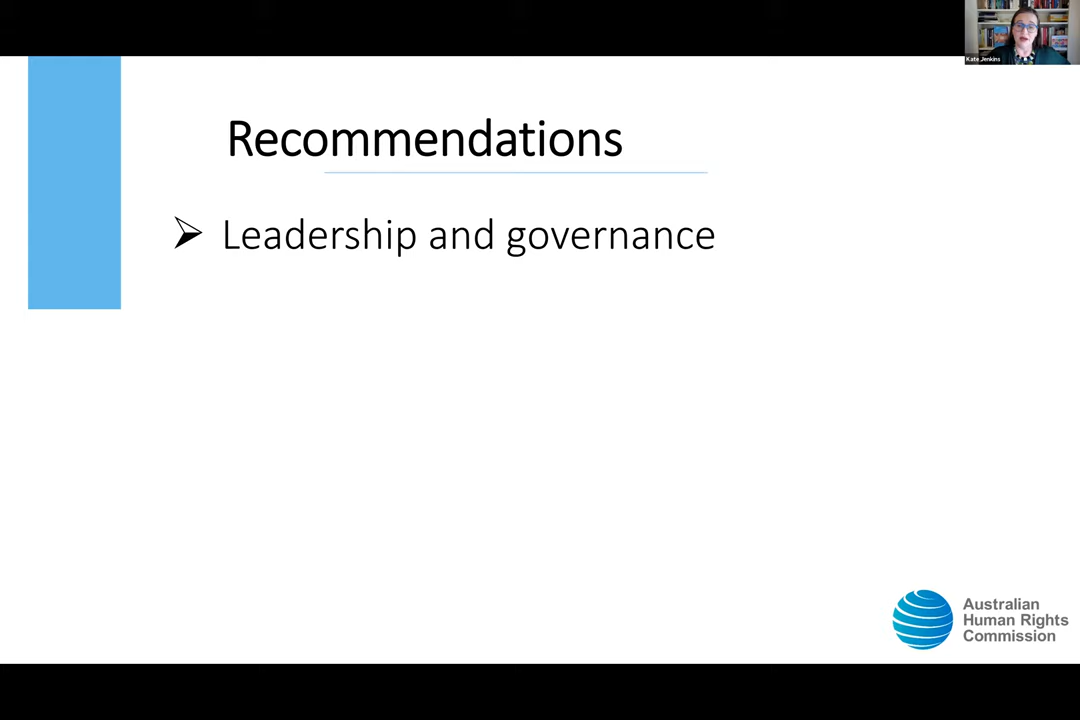 Kate Jenkins
Recommendations
Leadership and governance
Australian
Human Rights
Commission